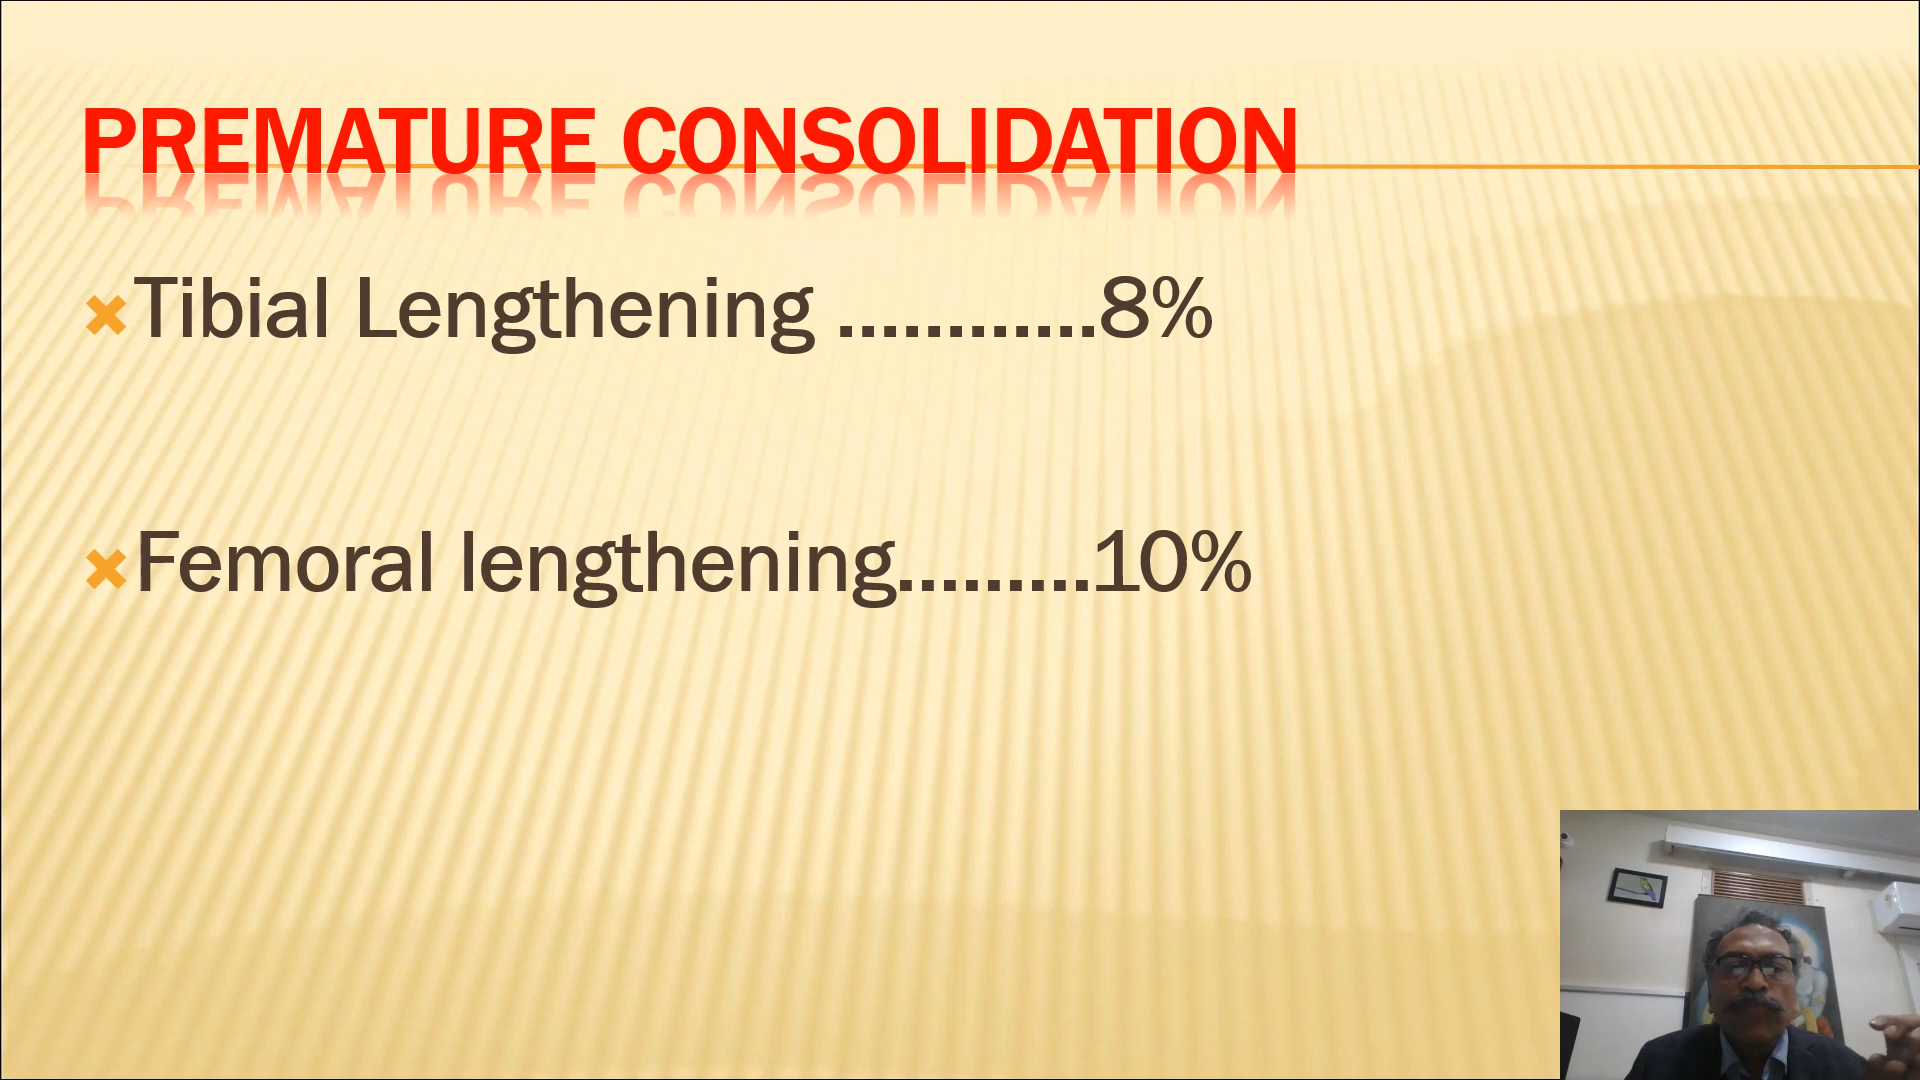 PREMATURE CONSOLIDATION
Tibial Lengthening ............8%
Femoral lengthening.........10%